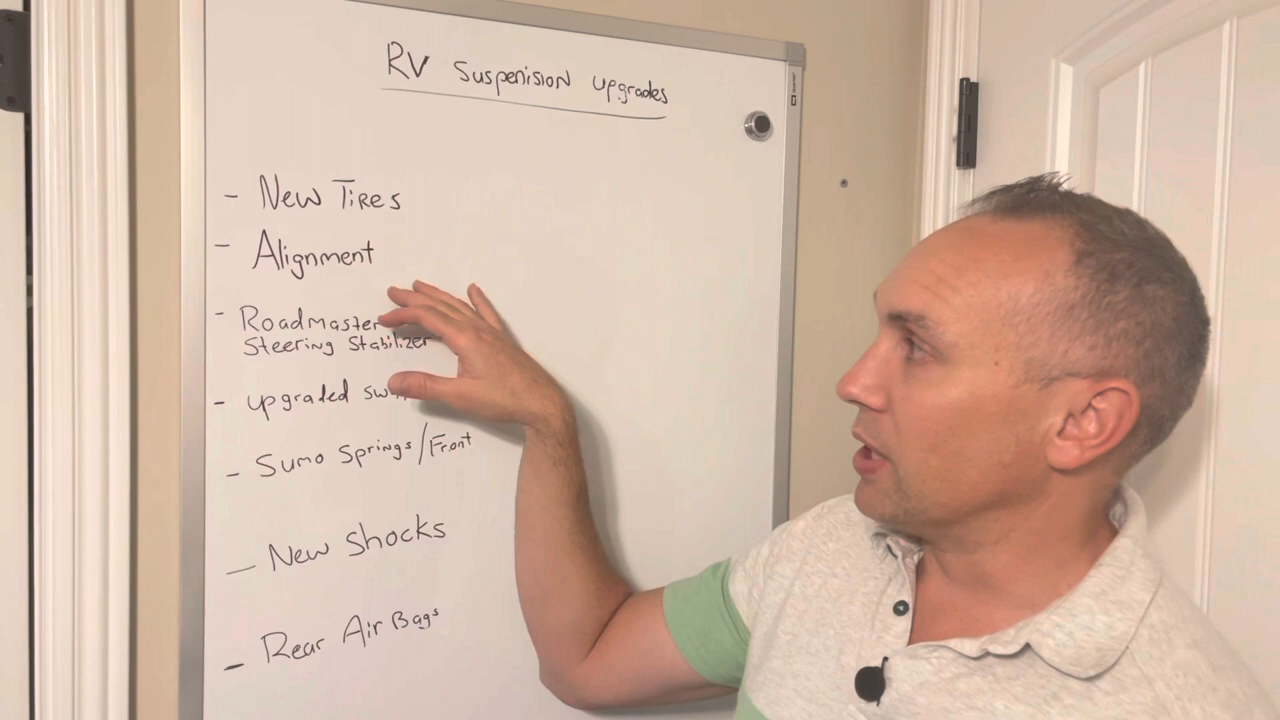 RV Suspenision upgrades
- New Tires
- Alignment
- Roadmaster
Steering Stabilizer
- upgraded
- Sumo Springs/Front
- New Shocks
- Rear Air Bags